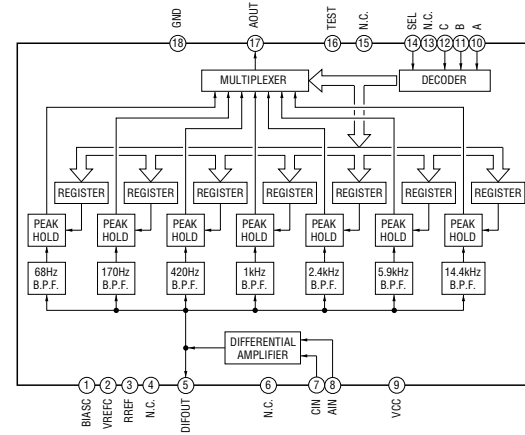 GND
AOUT
TEST
N.C.
SEL
N.C.
C
B
A
18
17
16
15
14
13
12
11
10
MULTIPLEXER
DECODER
REGISTER
REGISTER
REGISTER
REGISTER
REGISTER
REGISTER
REGISTER
PEAK
HOLD
PEAK
HOLD
PEAK
HOLD
PEAK
HOLD
PEAK
HOLD
PEAK
HOLD
PEAK
HOLD
68Hz
B.P.F.
170Hz
B.P.F.
420Hz
B.P.F.
1kHz
B.P.F.
2.4kHz
B.P.F.
5.9kHz
B.P.F.
14.4kHz
B.P.F.
DIFFERENTIAL
AMPLIFIER
1
2
3
4
5
6
7
8
9
BIASC
VREFC
RREF
N.C.
DIFOUT
N.C.
CIN
AIN
VCC